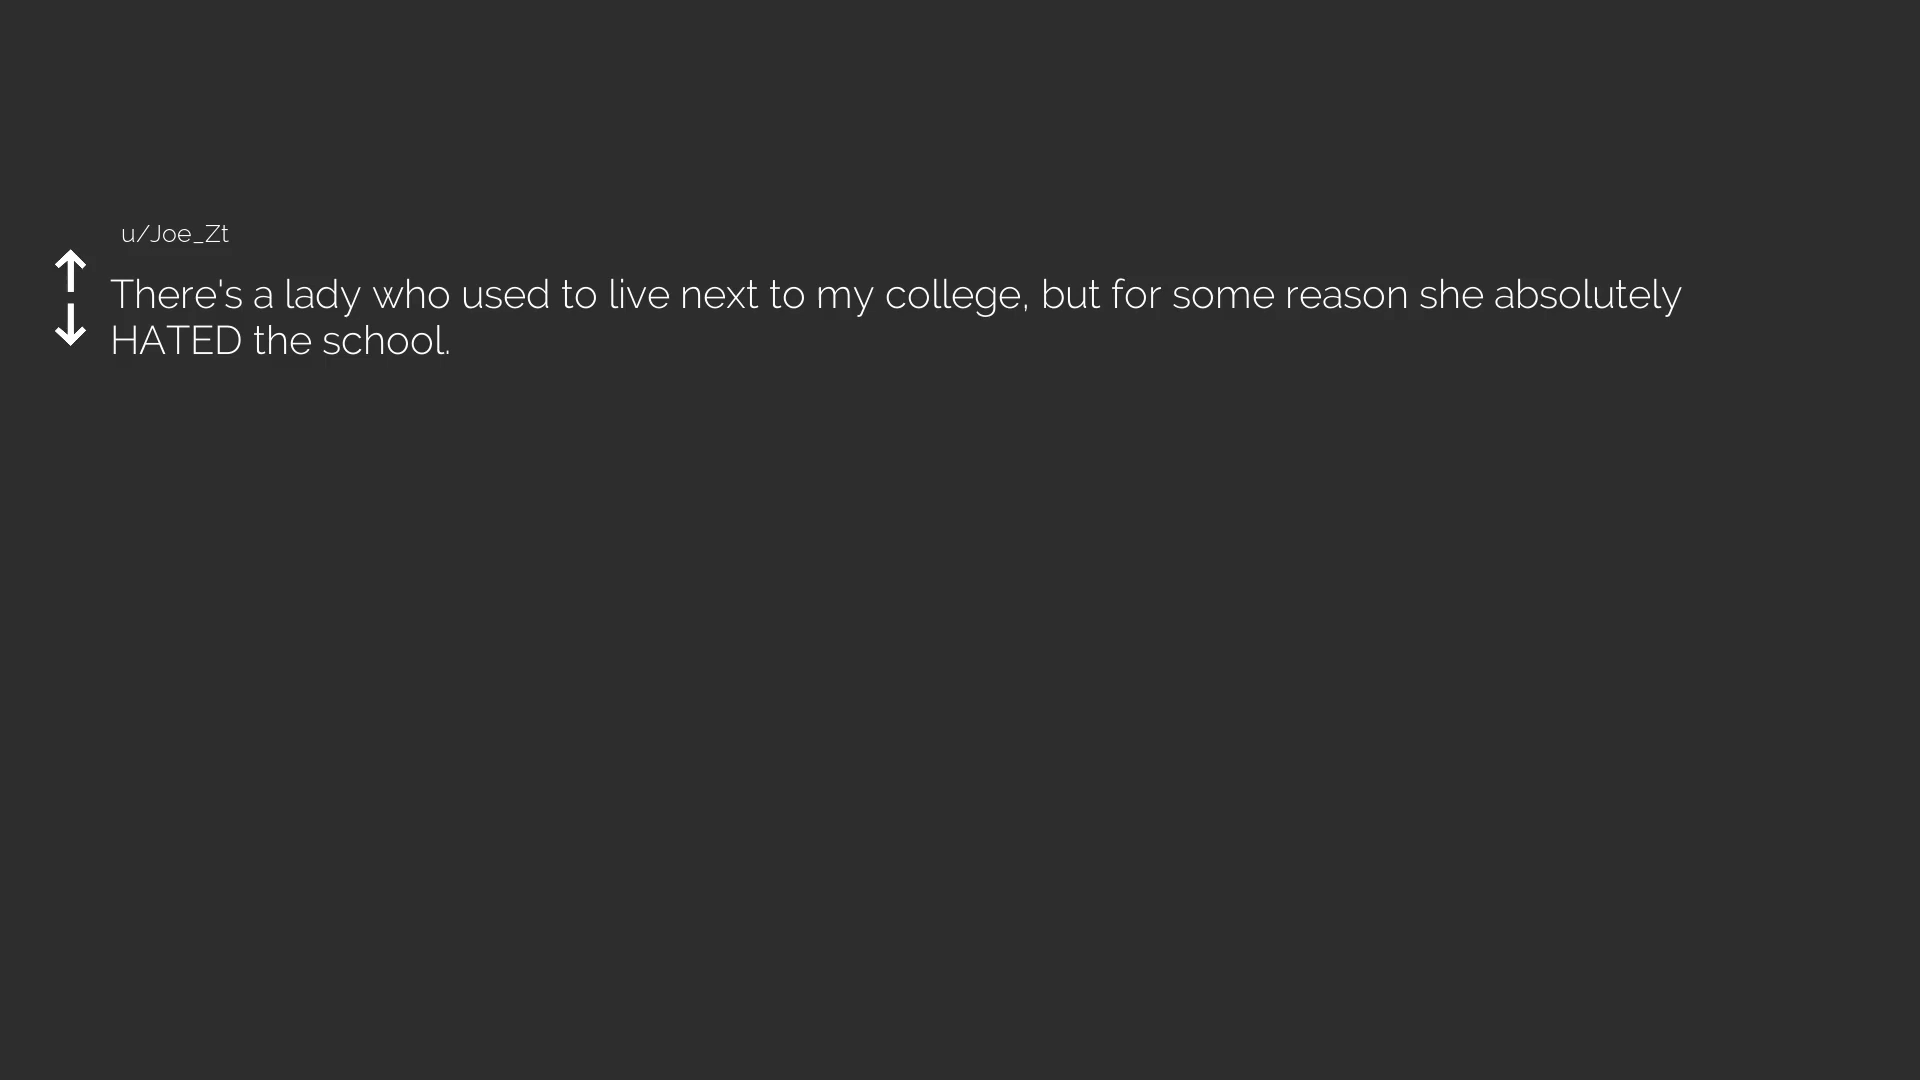 u/Joe_Zt
There's a lady who used to live next to my college, but for some reason she absolutely
HATED the school.